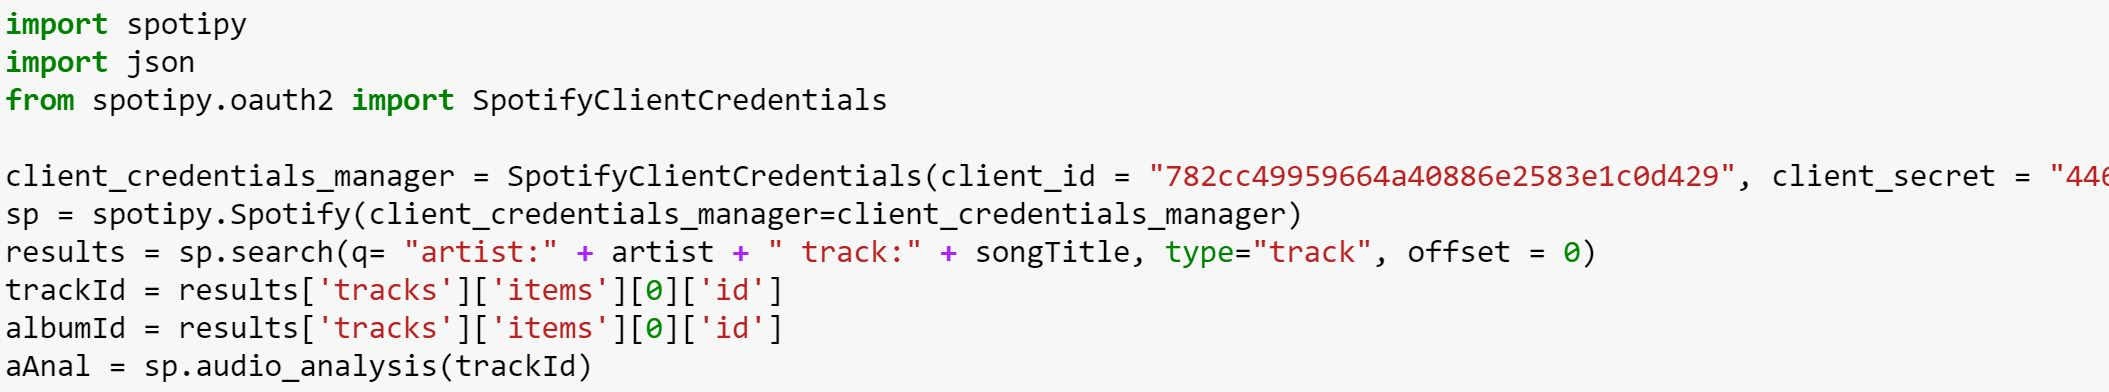 import spotipy
import json
from spotipy.oauth2 import SpotifyClientCredentials
client_credentials_manager = SpotifyClientCredentials(client_id = "782cc49959664a40886e2583e1c0d429", client_secret = "446
sp = spotipy.Spotify(client_credentials_manager=client_credentials_manager)
results = sp.search(q= "artist:" + artist + " track:" + songTitle, type="track", offset = 0)
trackId = results['tracks']['items'][0]['id']
albumId = results['tracks']['items'][0]['id']
aAnal = sp.audio_analysis(trackId)